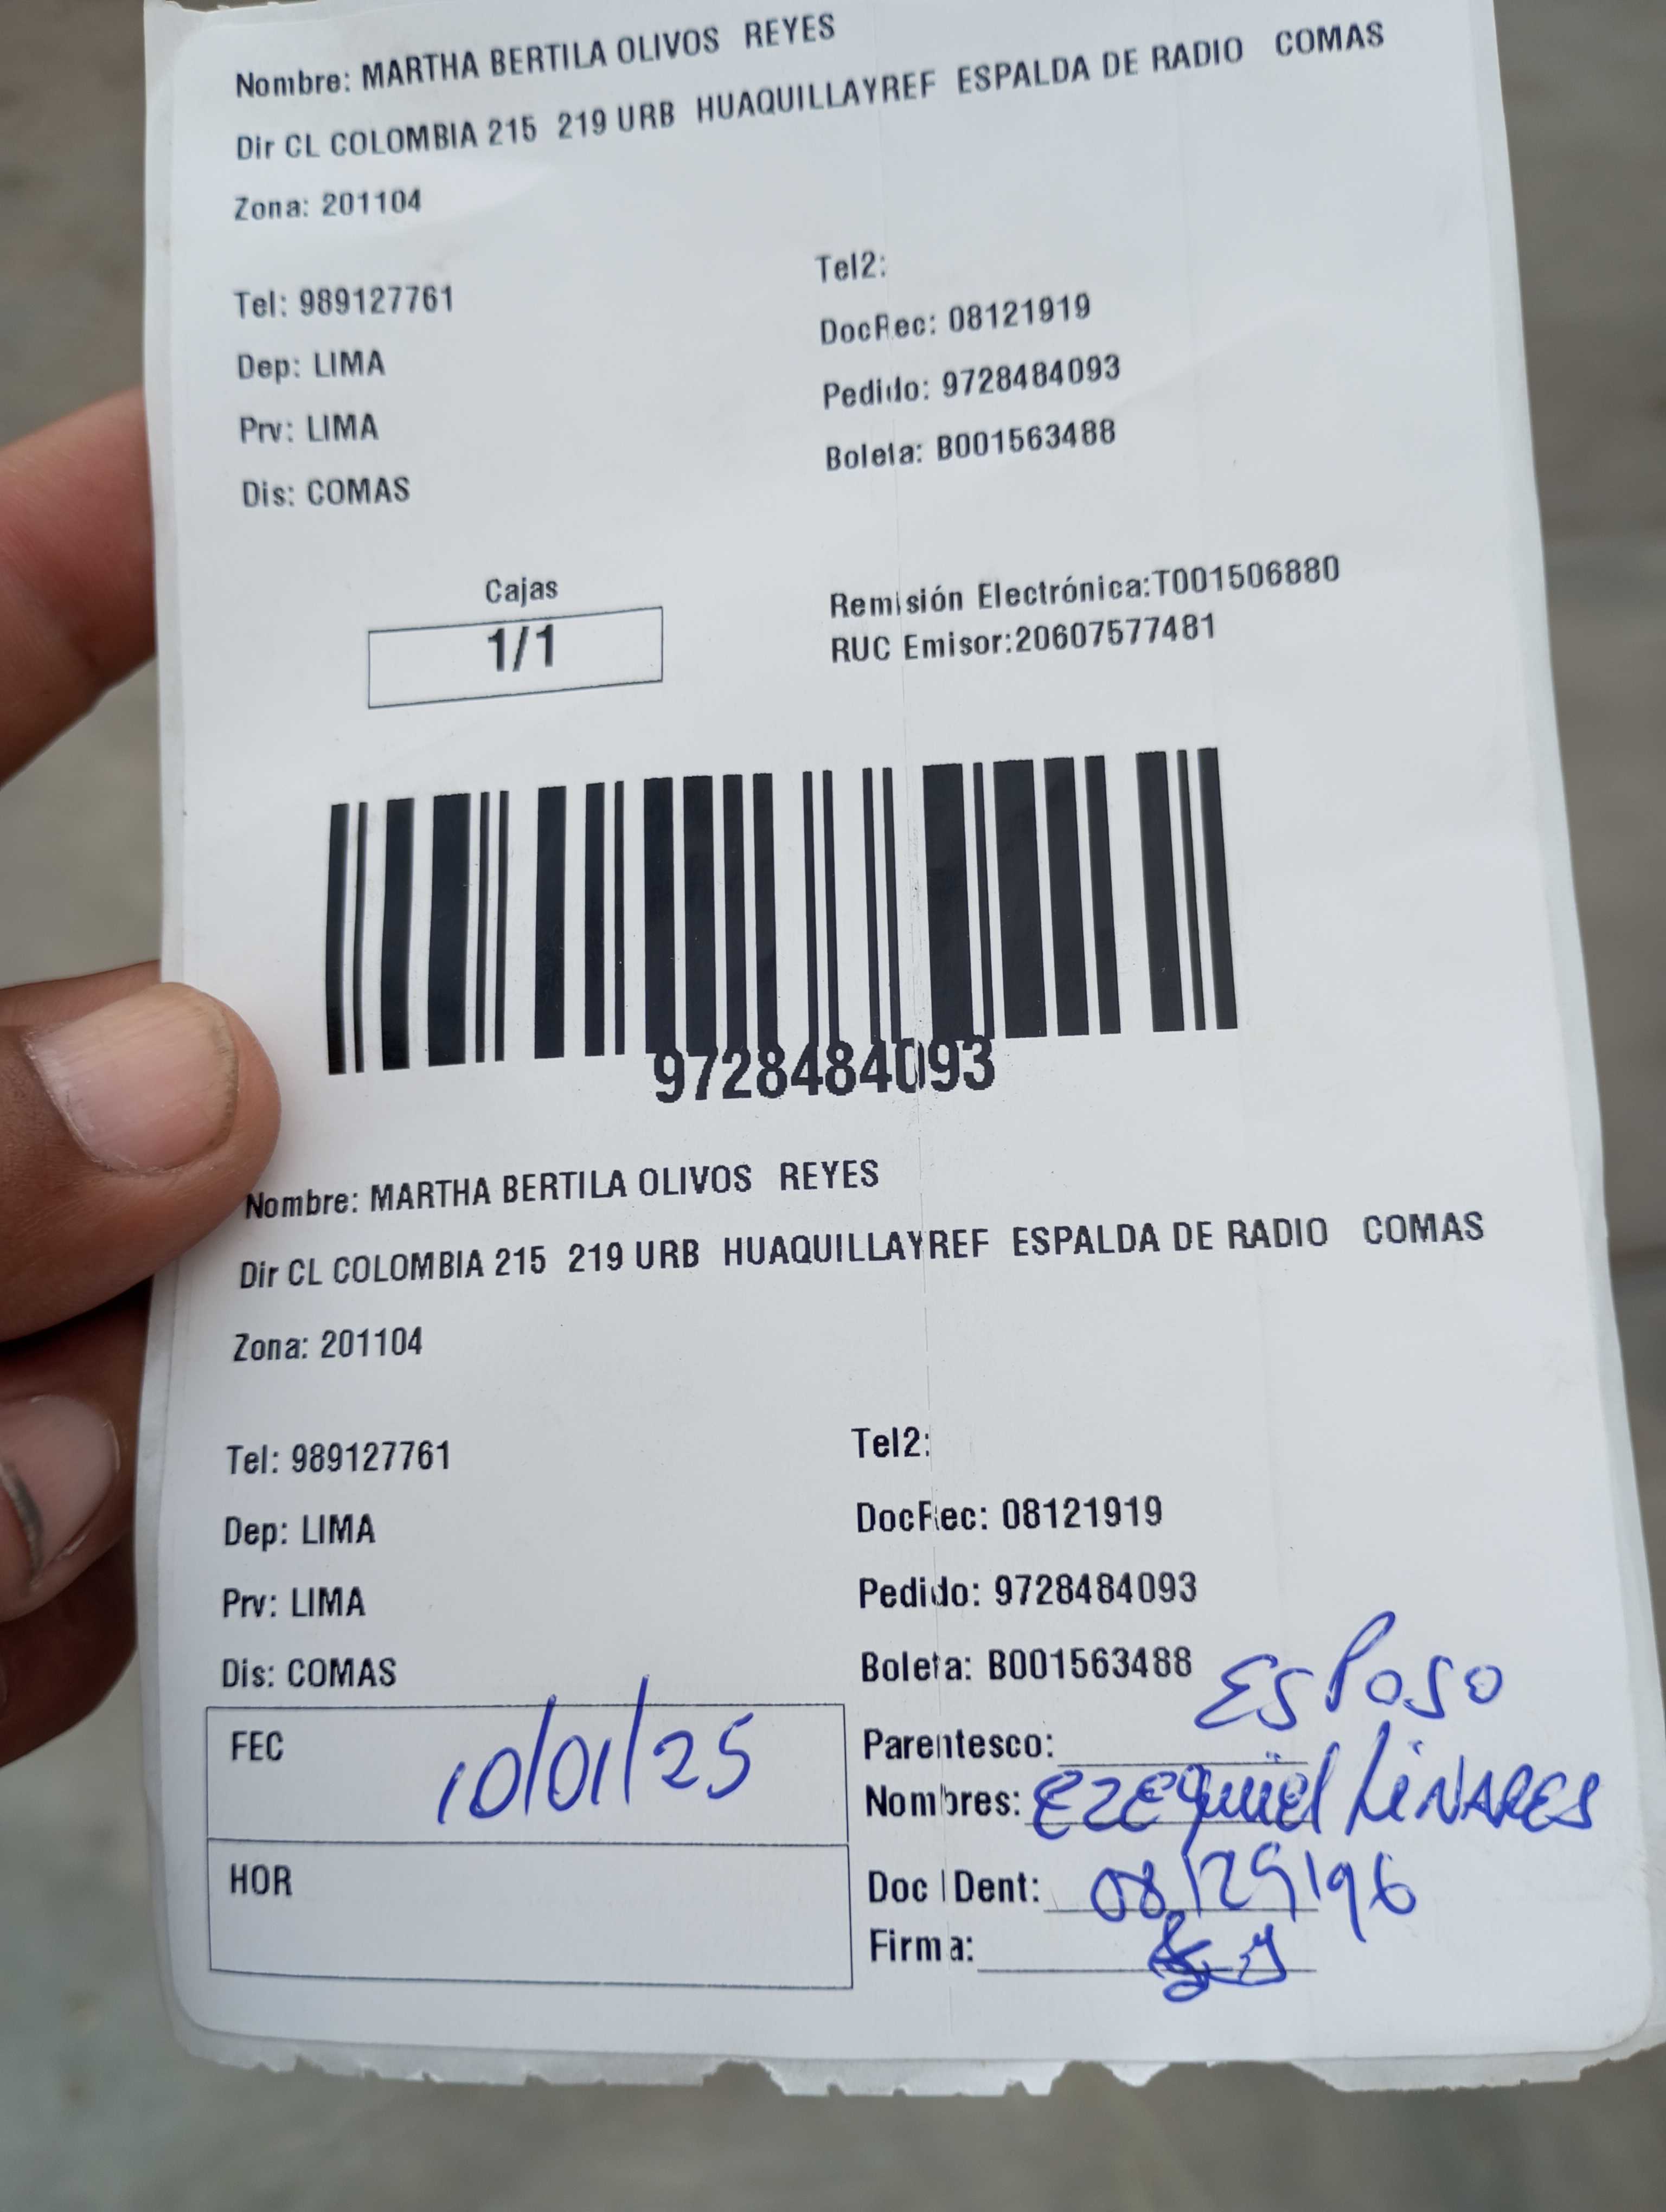 Nombre: MARTHA BERTILA OLIVOS REYES
Dir CL COLOMBIA 215 219 URB HUAQUILLAYREF ESPALDA DE RADIO COMAS
Zona: 201104
Tel: 989127761
Tel2:
Dep: LIMA
DocRec: 08121919
Prv: LIMA
Pedido: 9728484093
Dis: COMAS
Boleta: B001563488
Cajas
1/1
Remisión Electrónica:T001506880
RUC Emisor:20607577481
9728484093
Nombre: MARTHA BERTILA OLIVOS REYES
Dir CL COLOMBIA 215 219 URB HUAQUILLAYREF ESPALDA DE RADIO COMAS
Zona: 201104
Tel: 989127761
Tel2:
Dep: LIMA
DocRec: 08121919
Prv: LIMA
Pedido: 9728484093
Dis: COMAS
Boleta: B001563488
FEC 10/01/25
Parentesco: Esposo
Nombres: Ezequiel Linares
HOR
Doc IDent: 08129196
Firma: